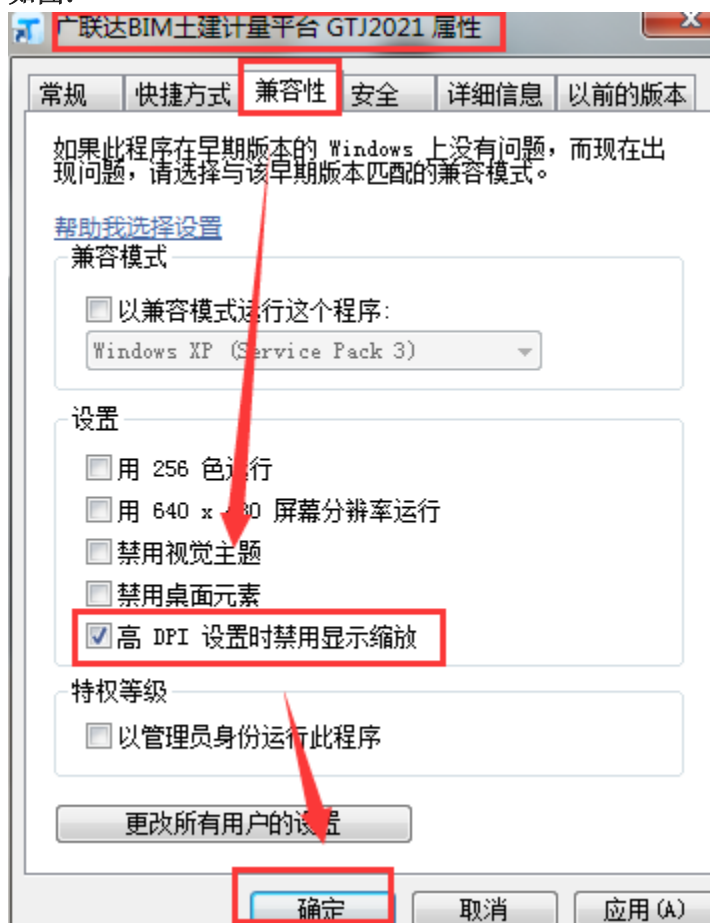 广联达BIM土建计量平台 GTJ2021 属性
常规 快捷方式 兼容性 安全 详细信息 以前的版本
如果此程序在早期版本的 Windows 上没有问题，而现在出
现问题，请选择与该早期版本匹配的兼容模式。
帮助我选择设置
兼容模式
以兼容模式运行这个程序:
Windows XP (Service Pack 3)
设置
用 256 色运行
用 640 x 480 屏幕分辨率运行
禁用视觉主题
禁用桌面元素
高 DPI 设置时禁用显示缩放
特权等级
以管理员身份运行此程序
更改所有用户的设置
确定 取消 应用(A)